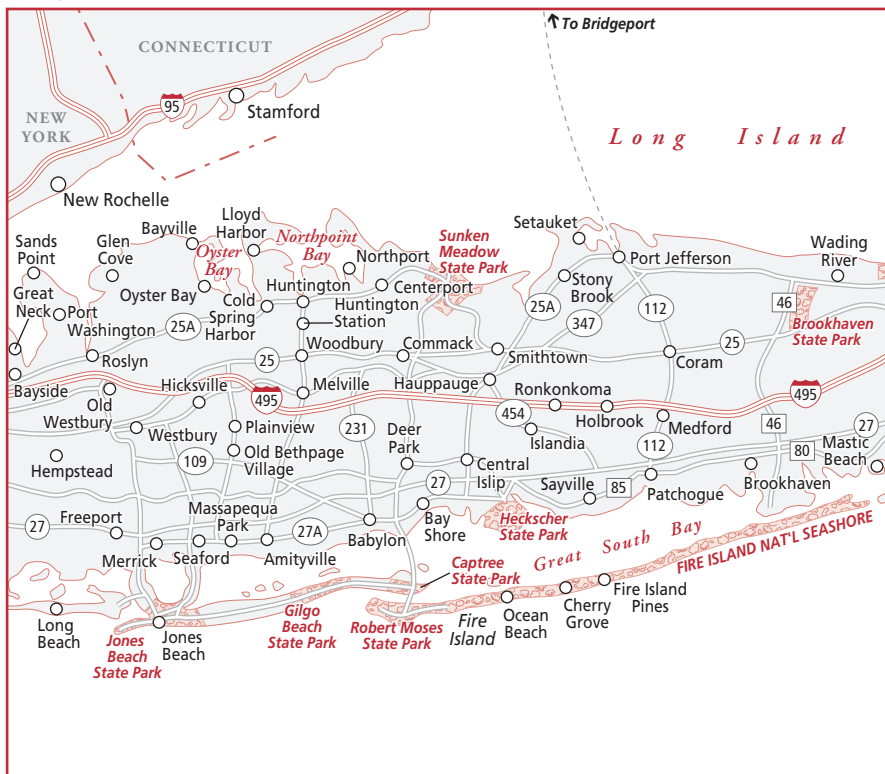 To Bridgeport
CONNECTICUT
95
Stamford
NEW
YORK
Long Island
New Rochelle
Lloyd
Harbor
Bayville
Setauket
Sands
Point
Glen
Cove
Oyster
Bay
Northpoint
Bay
Northport
Sunken
Meadow
State Park
Port Jefferson
Wading
River
Great
Neck
Port
Washington
Oyster Bay
Cold
Spring
Harbor
Huntington
Huntington
Station
Centerport
Stony
Brook
25A
25A
347
112
46
Brookhaven
State Park
Roslyn
25
Woodbury
Commack
Smithtown
Coram
25
Bayside
Hicksville
495
Melville
Hauppauge
Ronkonkoma
495
Old
Westbury
Westbury
Plainview
231
Deer
Park
454
Islandia
Holbrook
Medford
46
27
Hempstead
109
Old Bethpage
Village
Central
Islip
112
80
Mastic
Beach
27
Sayville
85
Patchogue
Brookhaven
27
Freeport
Massapequa
Park
27A
Babylon
Bay
Shore
Heckscher
State Park
Merrick
Seaford
Amityville
Great South Bay
FIRE ISLAND NAT'L SEASHORE
Captree
State Park
Long
Beach
Jones
Beach
State Park
Jones
Beach
Gilgo
Beach
State Park
Robert Moses
State Park
Fire
Island
Ocean
Beach
Cherry
Grove
Fire Island
Pines